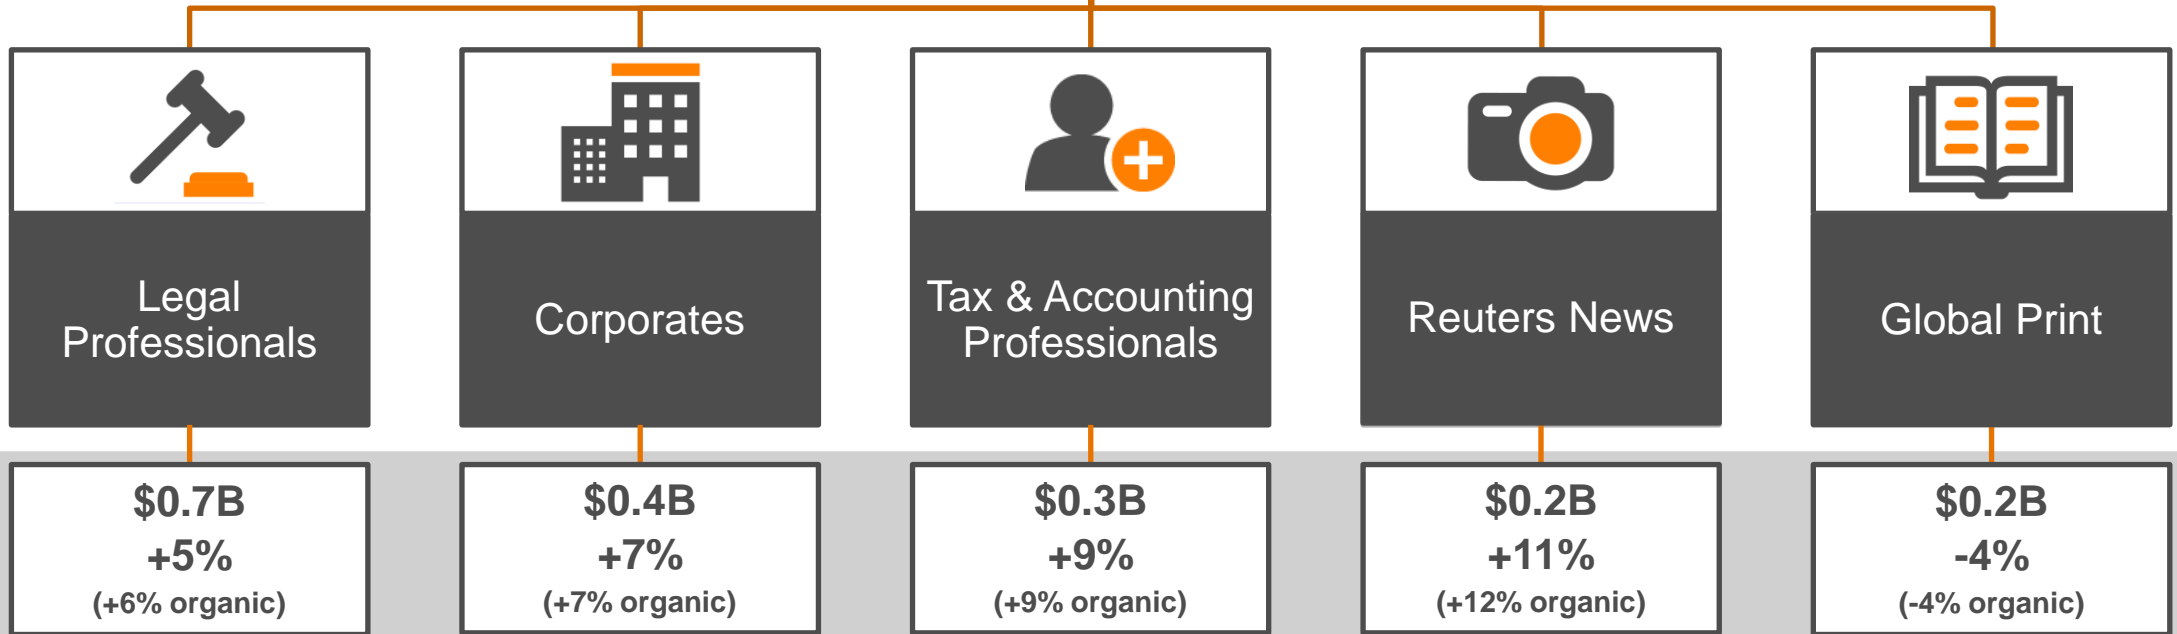 Legal
Professionals
Corporates
Tax & Accounting
Professionals
Reuters News
Global Print
$0.7B
+5%
(+6% organic)
$0.4B
+7%
(+7% organic)
$0.3B
+9%
(+9% organic)
$0.2B
+11%
(+12% organic)
$0.2B
-4%
(-4% organic)